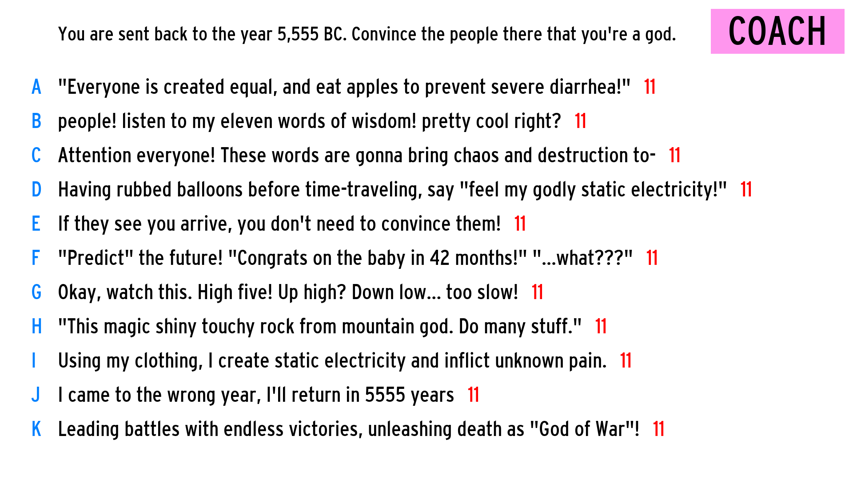 You are sent back to the year 5,555 BC. Convince the people there that you're a god.
COACH
A "Everyone is created equal, and eat apples to prevent severe diarrhea!" 11
B people! listen to my eleven words of wisdom! pretty cool right? 11
C Attention everyone! These words are gonna bring chaos and destruction to- 11
D Having rubbed balloons before time-traveling, say "feel my godly static electricity!" 11
E If they see you arrive, you don't need to convince them! 11
F "Predict" the future! "Congrats on the baby in 42 months!" "...what???" 11
G Okay, watch this. High five! Up high? Down low... too slow! 11
H "This magic shiny touchy rock from mountain god. Do many stuff." 11
I Using my clothing, I create static electricity and inflict unknown pain. 11
J I came to the wrong year, I'll return in 5555 years 11
K Leading battles with endless victories, unleashing death as "God of War"! 11